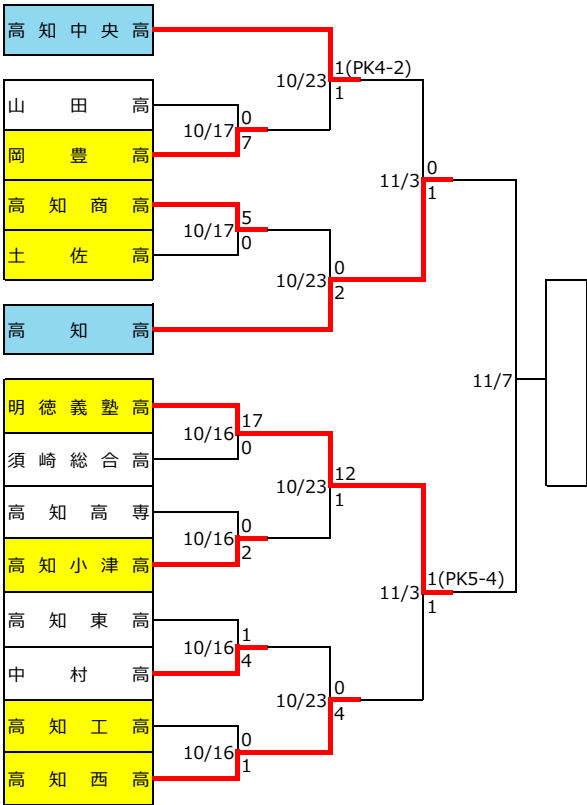 高知中央高
1(PK4-2)
10/23
1
山田高
0
10/17
7
岡豊高
0
11/3
1
高知商高
5
10/17
0
土佐高
0
10/23
2
高知高
11/7
明徳義塾高
17
10/16
0
須崎総合高
12
10/23
1
高知高専
0
10/16
2
高知小津高
1(PK5-4)
11/3
1
高知東高
1
10/16
4
中村高
0
10/23
4
高知工高
0
10/16
1
高知西高